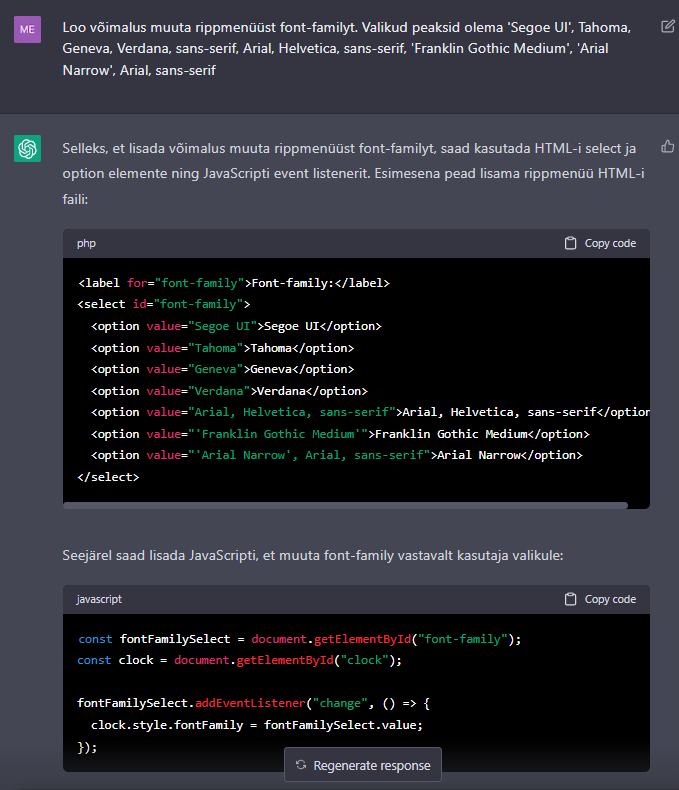 ME
Loo võimalus muuta rippmenüüst font-familyt. Valikud peaksid olema 'Segoe UI', Tahoma,
Geneva, Verdana, sans-serif, Arial, Helvetica, sans-serif, 'Franklin Gothic Medium', 'Arial
Narrow', Arial, sans-serif
Selleks, et lisada võimalus muuta rippmenüüst font-familyt, saad kasutada HTML-i select ja
option elemente ning JavaScripti event listenerit. Esimesena pead lisama rippmenüü HTML-i
faili:
php Copy code
<label for="font-family">Font-family:</label>
<select id="font-family">
  <option value="Segoe UI">Segoe UI</option>
  <option value="Tahoma">Tahoma</option>
  <option value="Geneva">Geneva</option>
  <option value="Verdana">Verdana</option>
  <option value="Arial, Helvetica, sans-serif">Arial, Helvetica, sans-serif</option
  <option value="'Franklin Gothic Medium'">Franklin Gothic Medium</option>
  <option value="'Arial Narrow', Arial, sans-serif">Arial Narrow</option>
</select>
Seejärel saad lisada JavaScripti, et muuta font-family vastavalt kasutaja valikule:
javascript Copy code
const fontFamilySelect = document.getElementById("font-family");
const clock = document.getElementById("clock");
fontFamilySelect.addEventListener("change", () => {
  clock.style.fontFamily = fontFamilySelect.value;
});
Regenerate response